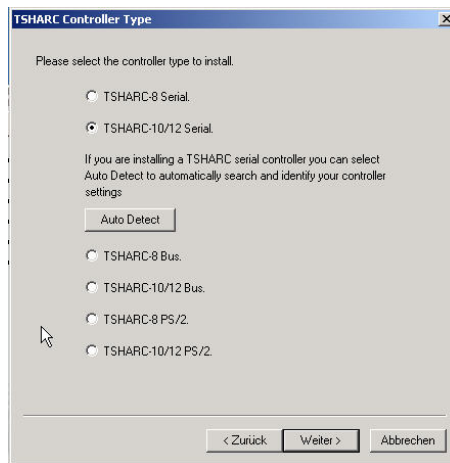 TSHARC Controller Type
Please select the controller type to install.
TSHARC-8 Serial.
TSHARC-10/12 Serial.
If you are installing a TSHARC serial controller you can select
Auto Detect to automatically search and identify your controller
settings
Auto Detect
TSHARC-8 Bus.
TSHARC-10/12 Bus.
TSHARC-8 PS/2.
TSHARC-10/12 PS/2.
< Zurück Weiter > Abbrechen